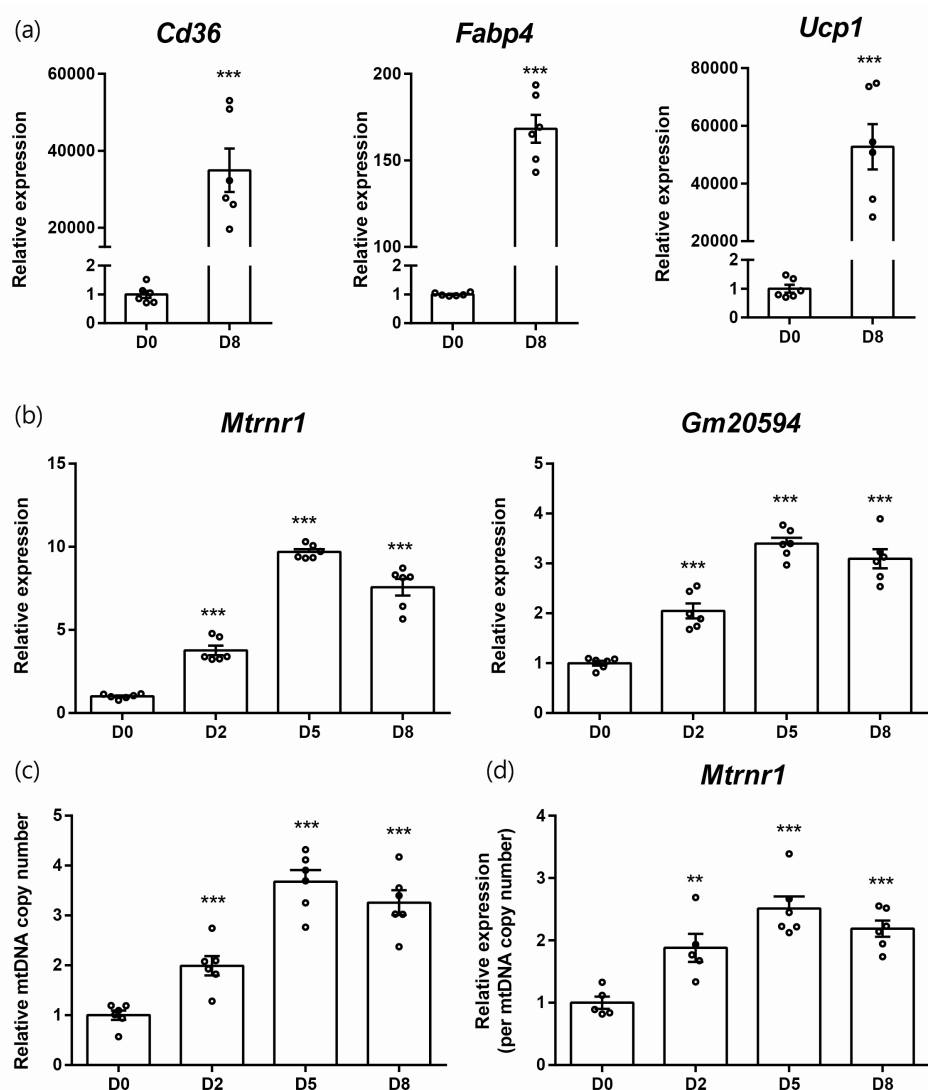 (a)
Cd36
Fabp4
Ucp1
Relative expression
60000
40000
20000
2
1
0
***
D0
D8
Relative expression
200
150
100
2
1
0
***
D0
D8
Relative expression
80000
60000
40000
20000
2
1
0
***
D0
D8
(b)
Mtrnr1
Gm20594
Relative expression
15
10
5
0
***
***
***
D0
D2
D5
D8
Relative expression
5
4
3
2
1
0
***
***
***
D0
D2
D5
D8
(c)
Relative mtDNA copy number
5
4
3
2
1
0
***
***
***
D0
D2
D5
D8
(d)
Mtrnr1
Relative expression
(per mtDNA copy number)
4
3
2
1
0
**
***
***
D0
D2
D5
D8